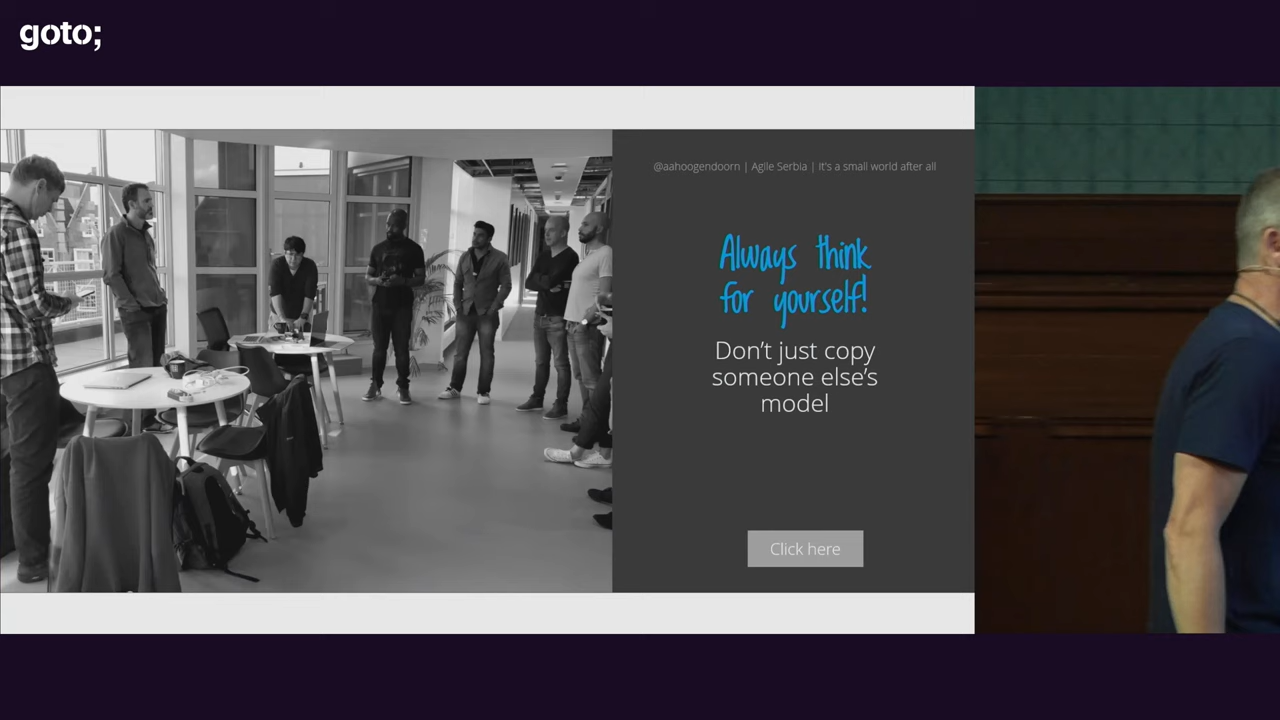 goto;
@aahoogendoorn | Agile Serbia | It's a small world after all
Always think
for yourself!
Don't just copy
someone else's
model
Click here